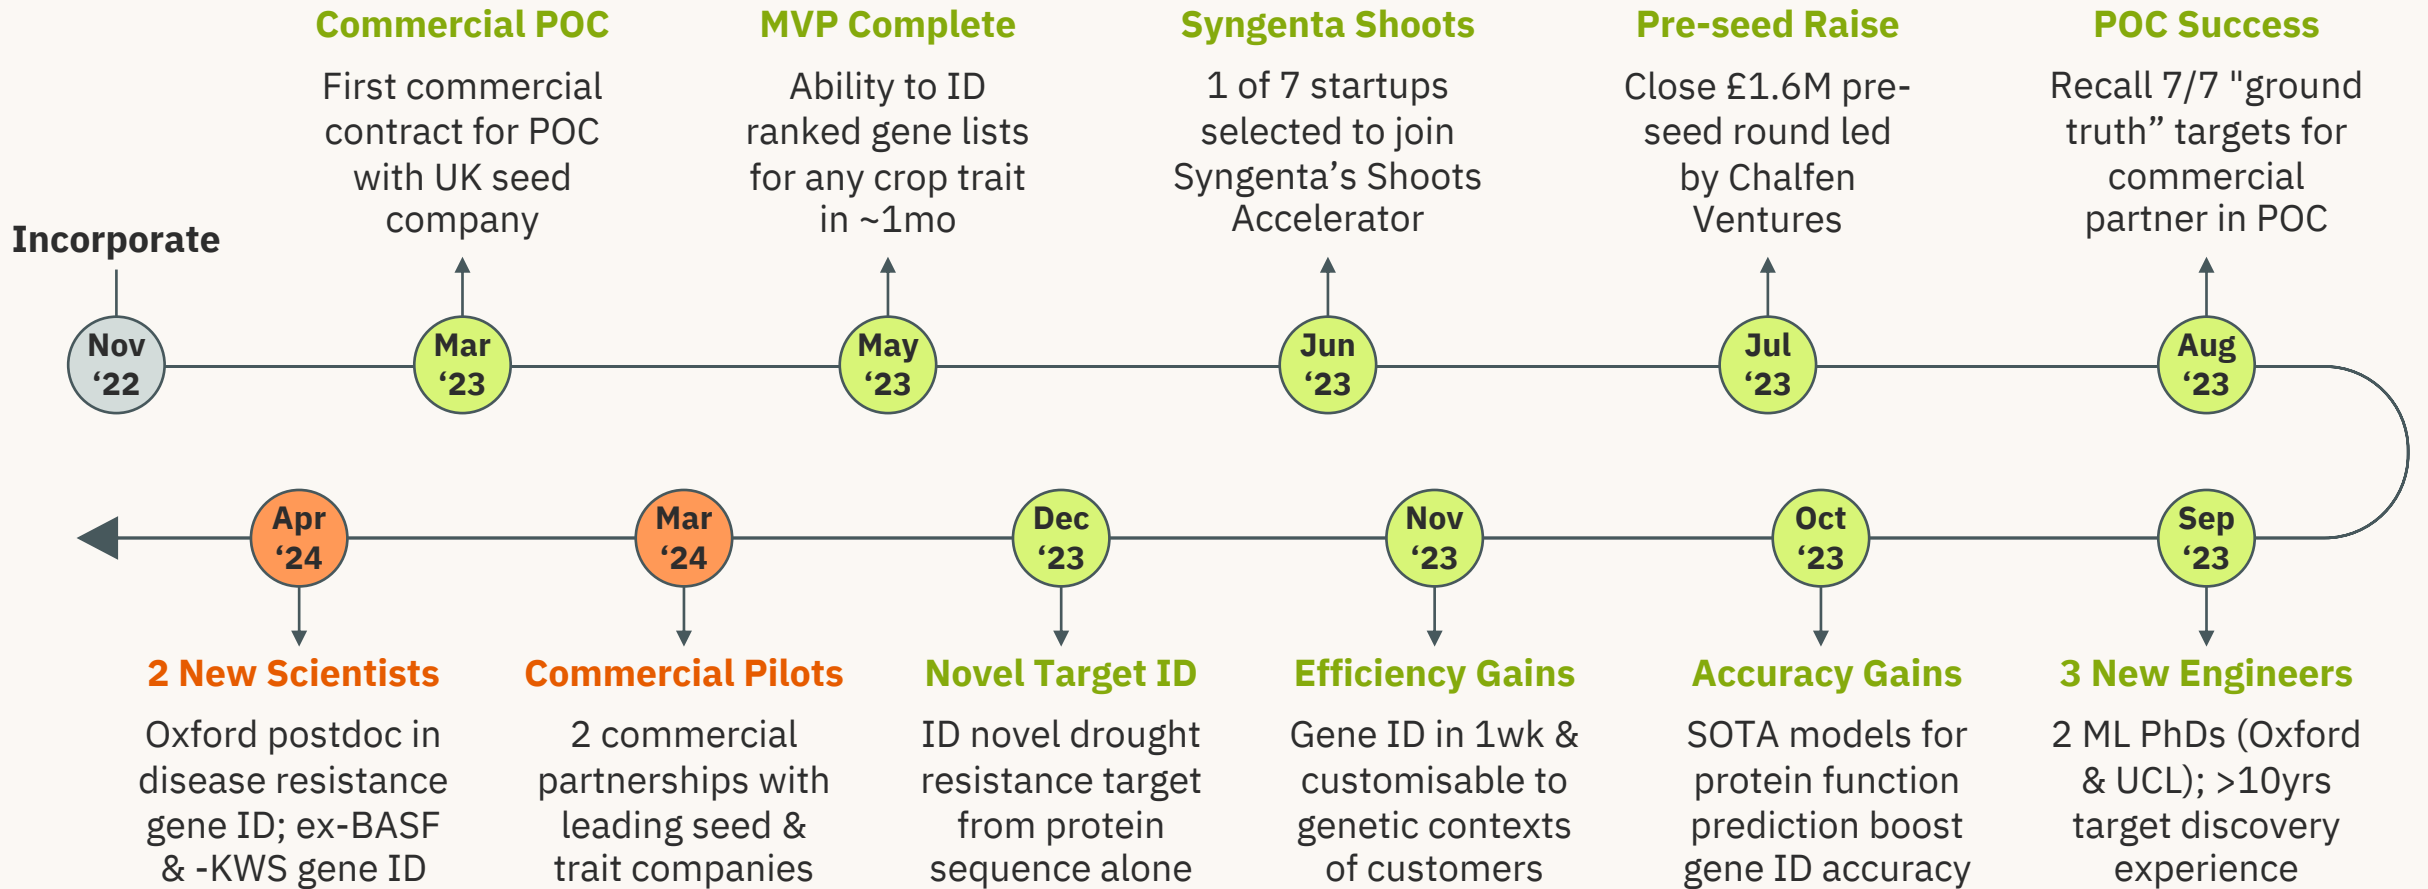 Incorporate
Nov
‘22
Commercial POC
First commercial
contract for POC
with UK seed
company
Mar
‘23
MVP Complete
Ability to ID
ranked gene lists
for any crop trait
in ~1mo
May
‘23
Syngenta Shoots
1 of 7 startups
selected to join
Syngenta’s Shoots
Accelerator
Jun
‘23
Pre-seed Raise
Close £1.6M pre-
seed round led
by Chalfen
Ventures
Jul
‘23
POC Success
Recall 7/7 "ground
truth” targets for
commercial
partner in POC
Aug
‘23
Sep
‘23
3 New Engineers
2 ML PhDs (Oxford
& UCL); >10yrs
target discovery
experience
Oct
‘23
Accuracy Gains
SOTA models for
protein function
prediction boost
gene ID accuracy
Nov
‘23
Efficiency Gains
Gene ID in 1wk &
customisable to
genetic contexts
of customers
Dec
‘23
Novel Target ID
ID novel drought
resistance target
from protein
sequence alone
Mar
‘24
Commercial Pilots
2 commercial
partnerships with
leading seed &
trait companies
Apr
‘24
2 New Scientists
Oxford postdoc in
disease resistance
gene ID; ex-BASF
& -KWS gene ID